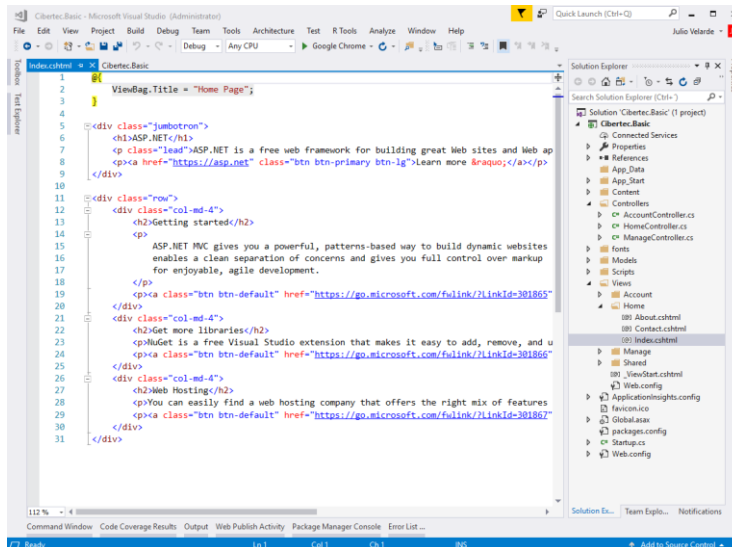 Cibertec.Basic - Microsoft Visual Studio (Administrator)
Quick Launch (Ctrl+Q)
File Edit View Project Build Debug Team Tools Architecture Test R Tools Analyze Window Help
Julio Velarde
Debug Any CPU Google Chrome
Toolbox
Test Explorer
Index.cshtml Cibertec.Basic
1 @{
2 ViewBag.Title = "Home Page";
3 }
4
5 <div class="jumbotron">
6 <h1>ASP.NET</h1>
7 <p class="lead">ASP.NET is a free web framework for building great Web sites and Web ap
8 <p><a href="https://asp.net" class="btn btn-primary btn-lg">Learn more &raquo;</a></p>
9 </div>
10
11 <div class="row">
12 <div class="col-md-4">
13 <h2>Getting started</h2>
14 <p>
15 ASP.NET MVC gives you a powerful, patterns-based way to build dynamic websites
16 enables a clean separation of concerns and gives you full control over markup
17 for enjoyable, agile development.
18 </p>
19 <p><a class="btn btn-default" href="https://go.microsoft.com/fwlink/?LinkId=301865"
20 </div>
21 <div class="col-md-4">
22 <h2>Get more libraries</h2>
23 <p>NuGet is a free Visual Studio extension that makes it easy to add, remove, and u
24 <p><a class="btn btn-default" href="https://go.microsoft.com/fwlink/?LinkId=301866"
25 </div>
26 <div class="col-md-4">
27 <h2>Web Hosting</h2>
28 <p>You can easily find a web hosting company that offers the right mix of features
29 <p><a class="btn btn-default" href="https://go.microsoft.com/fwlink/?LinkId=301867"
30 </div>
31 </div>
112 %
Solution Explorer
Search Solution Explorer (Ctrl+')
Solution 'Cibertec.Basic' (1 project)
Cibertec.Basic
Connected Services
Properties
References
App_Data
App_Start
Content
Controllers
C# AccountController.cs
C# HomeController.cs
C# ManageController.cs
fonts
Models
Scripts
Views
Account
Home
About.cshtml
Contact.cshtml
Index.cshtml
Manage
Shared
_ViewStart.cshtml
Web.config
ApplicationInsights.config
favicon.ico
Global.asax
packages.config
C# Startup.cs
Web.config
Solution Ex... Team Explo... Notifications
Command Window Code Coverage Results Output Web Publish Activity Package Manager Console Error List ...
Ready Ln 1 Col 1 Ch 1 INS Add to Source Control